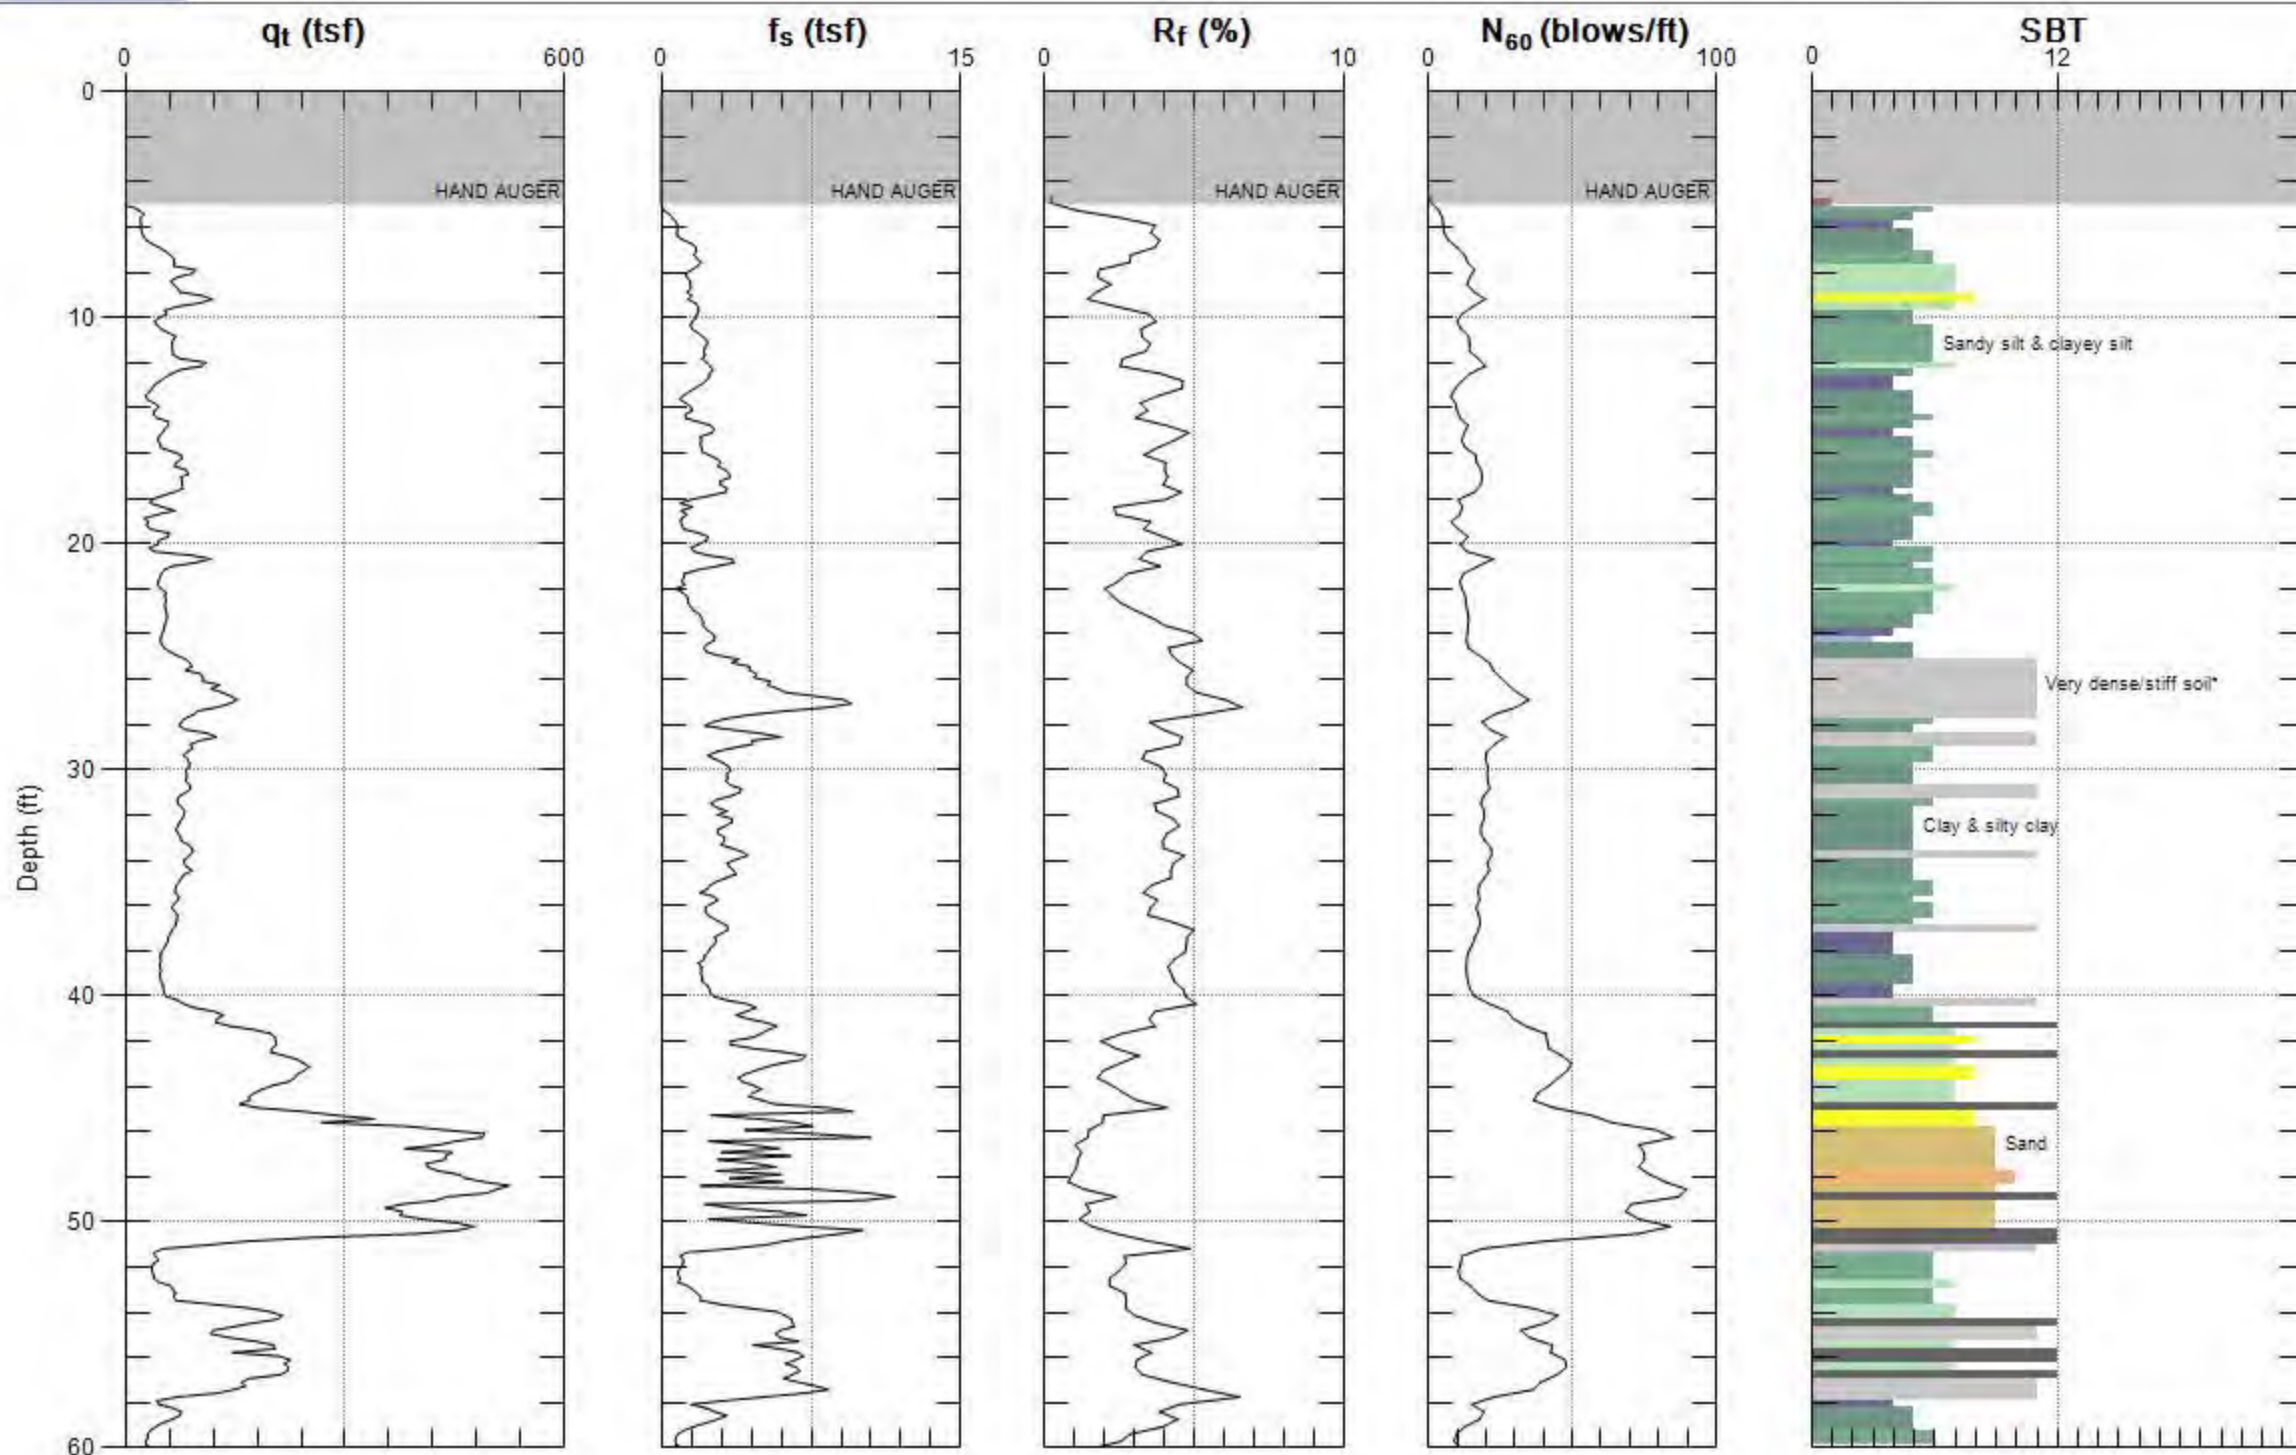 qt (tsf) fs (tsf) Rf (%) N60 (blows/ft) SBT
0 600 0 15 0 10 0 100 0 12
0
HAND AUGER HAND AUGER HAND AUGER HAND AUGER
10
Sandy silt & clayey silt
20
Very dense/stiff soil*
30
Clay & silty clay
Depth (ft)
40
Sand
50
60